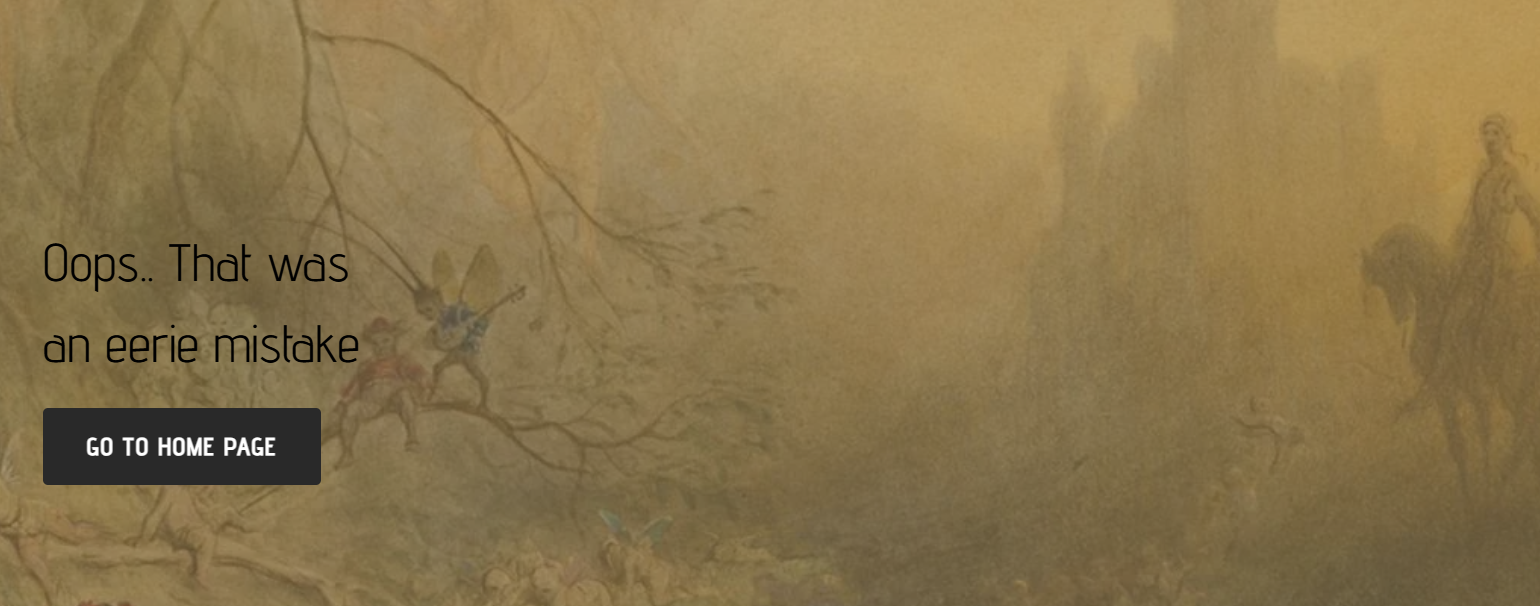 Oops.. That was
an eerie mistake
GO TO HOME PAGE